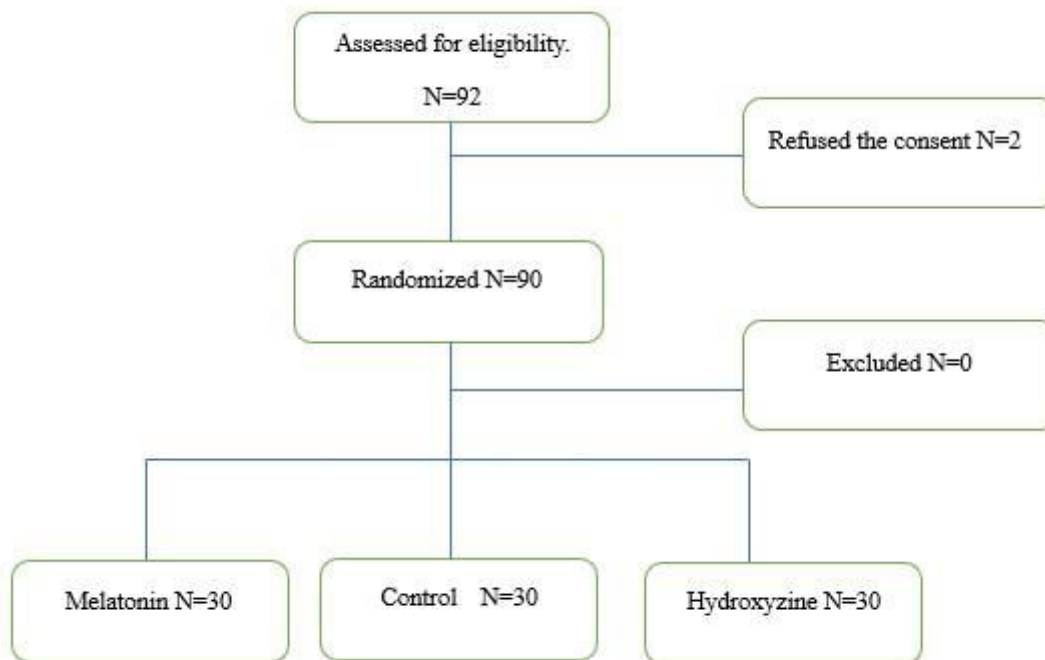 Assessed for eligibility.
N=92
Refused the consent N=2
Randomized N=90
Excluded N=0
Melatonin N=30
Control N=30
Hydroxyzine N=30